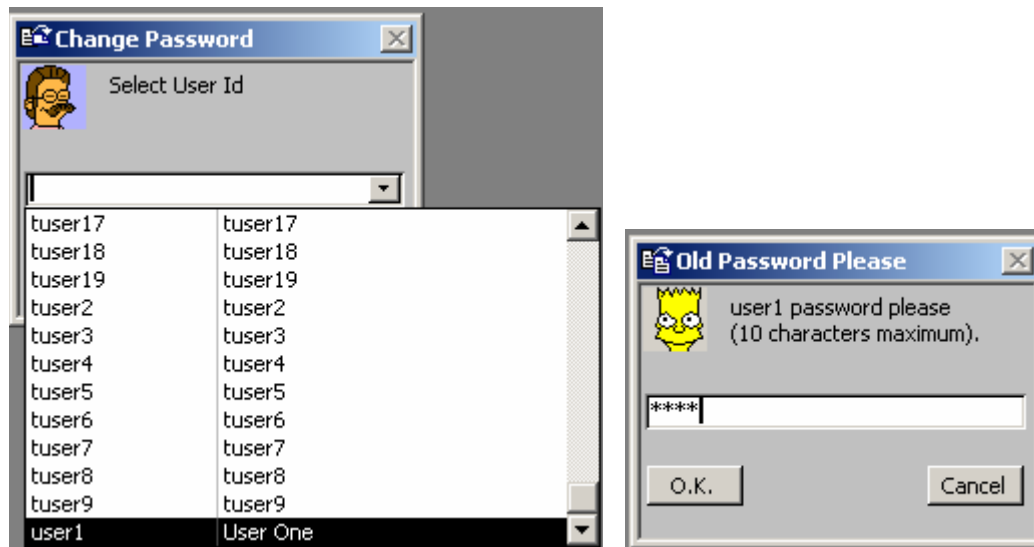 Change Password
Select User Id
tuser17 tuser17
tuser18 tuser18
tuser19 tuser19
tuser2 tuser2
tuser3 tuser3
tuser4 tuser4
tuser5 tuser5
tuser6 tuser6
tuser7 tuser7
tuser8 tuser8
tuser9 tuser9
user1 User One
Old Password Please
user1 password please
(10 characters maximum).
****
O.K. Cancel